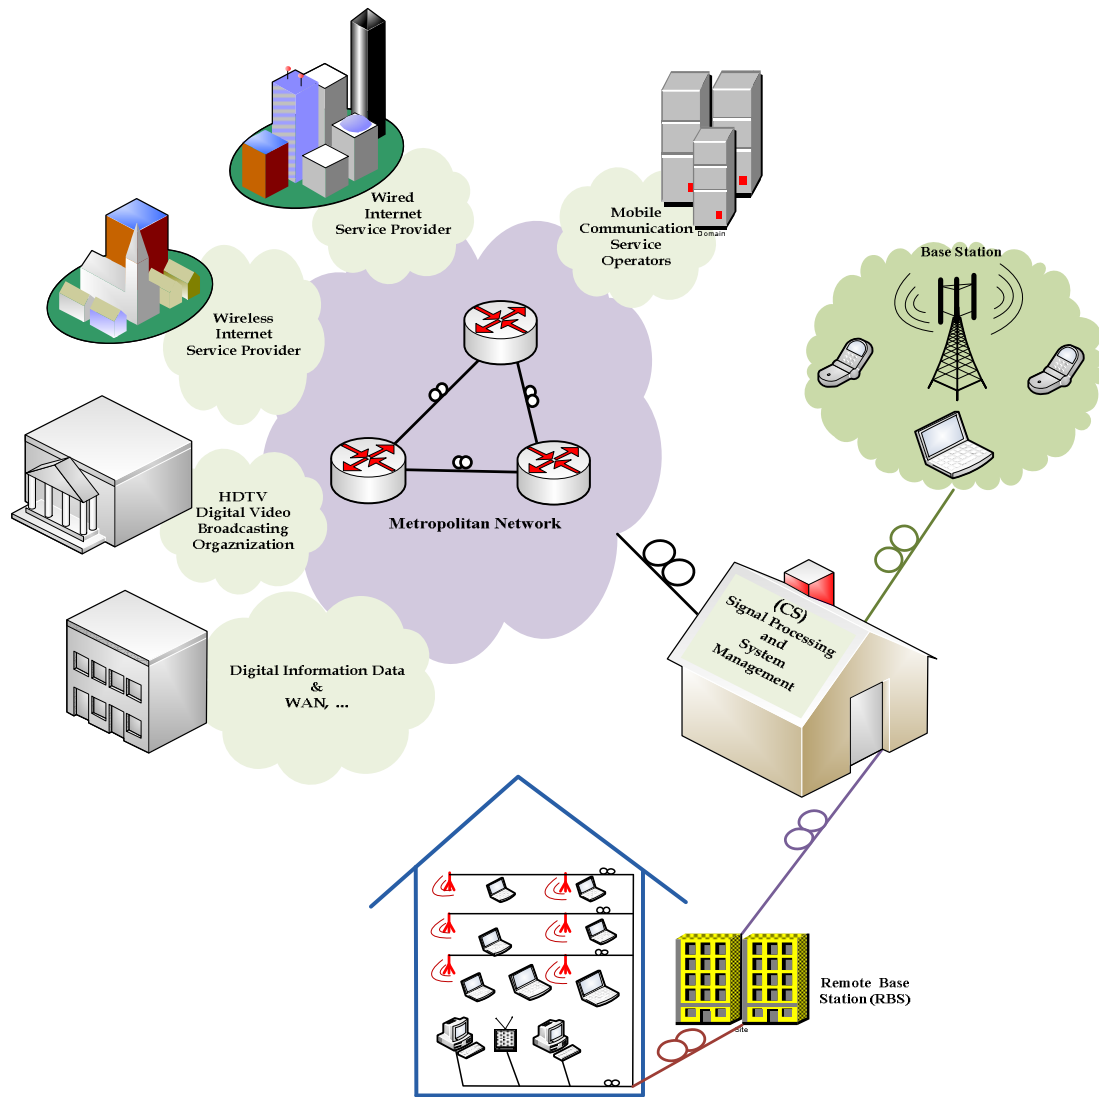 Wired
Internet
Service Provider
Mobile
Communication
Service
Operators
Domain
Base Station
Wireless
Internet
Service Provider
HDTV
Digital Video
Broadcasting
Orgaznization
Metropolitan Network
(CS)
Signal Processing
and
System
Management
Digital Information Data
&
WAN, ...
Remote Base
Station (RBS)
Site